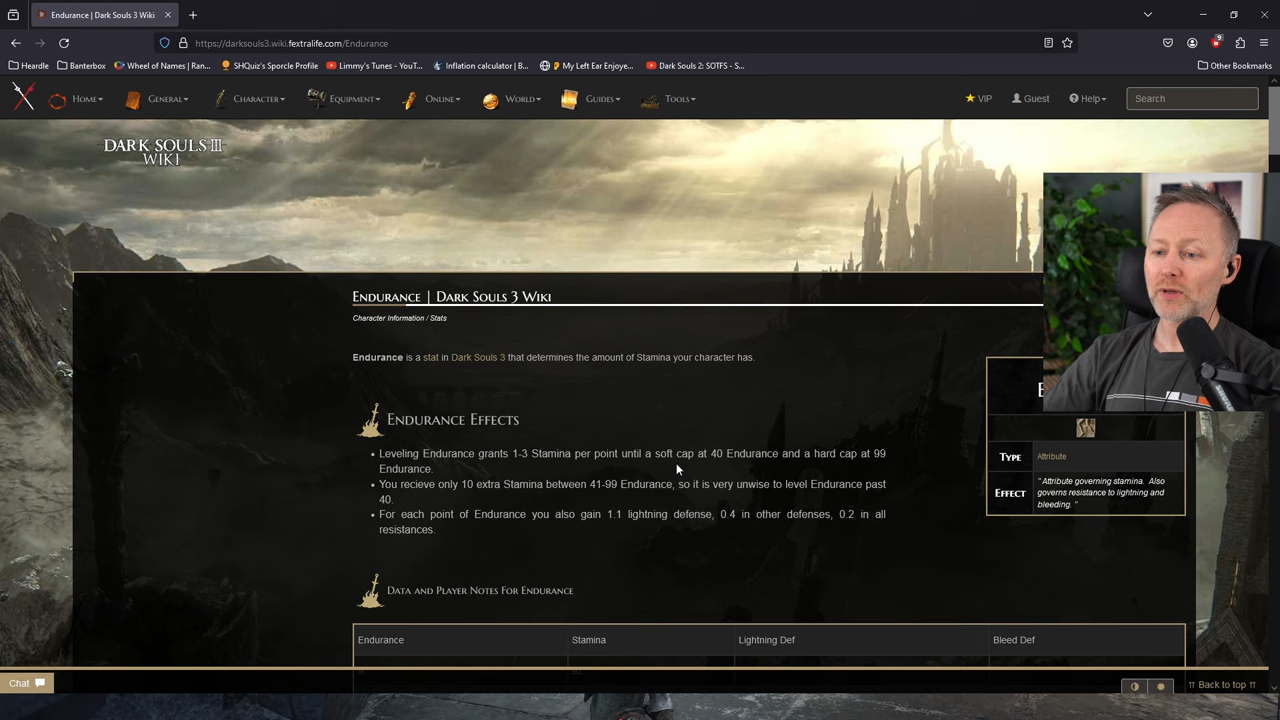 Endurance | Dark Souls 3 Wiki
https://darksouls3.wiki.fextralife.com/Endurance
Heardle
Banterbox
Wheel of Names | Ran...
SHQuiz's Sporcle Profile
Limmy's Tunes - YouT...
Inflation calculator | B...
My Left Ear Enjoye...
Dark Souls 2: SOTFS - S...
Other Bookmarks
9
Home
General
Character
Equipment
Online
World
Guides
Tools
VIP
Guest
Help
Search
DARK SOULS III
WIKI
Endurance | Dark Souls 3 Wiki
Character Information / Stats
Endurance is a stat in Dark Souls 3 that determines the amount of Stamina your character has.
Endurance Effects
Leveling Endurance grants 1-3 Stamina per point until a soft cap at 40 Endurance and a hard cap at 99
Endurance.
You recieve only 10 extra Stamina between 41-99 Endurance, so it is very unwise to level Endurance past
40.
For each point of Endurance you also gain 1.1 lightning defense, 0.4 in other defenses, 0.2 in all
resistances.
Type
Attribute
Effect
"Attribute governing stamina. Also
governs resistance to lightning and
bleeding."
Data and Player Notes For Endurance
Endurance
Stamina
Lightning Def
Bleed Def
Chat
Back to top